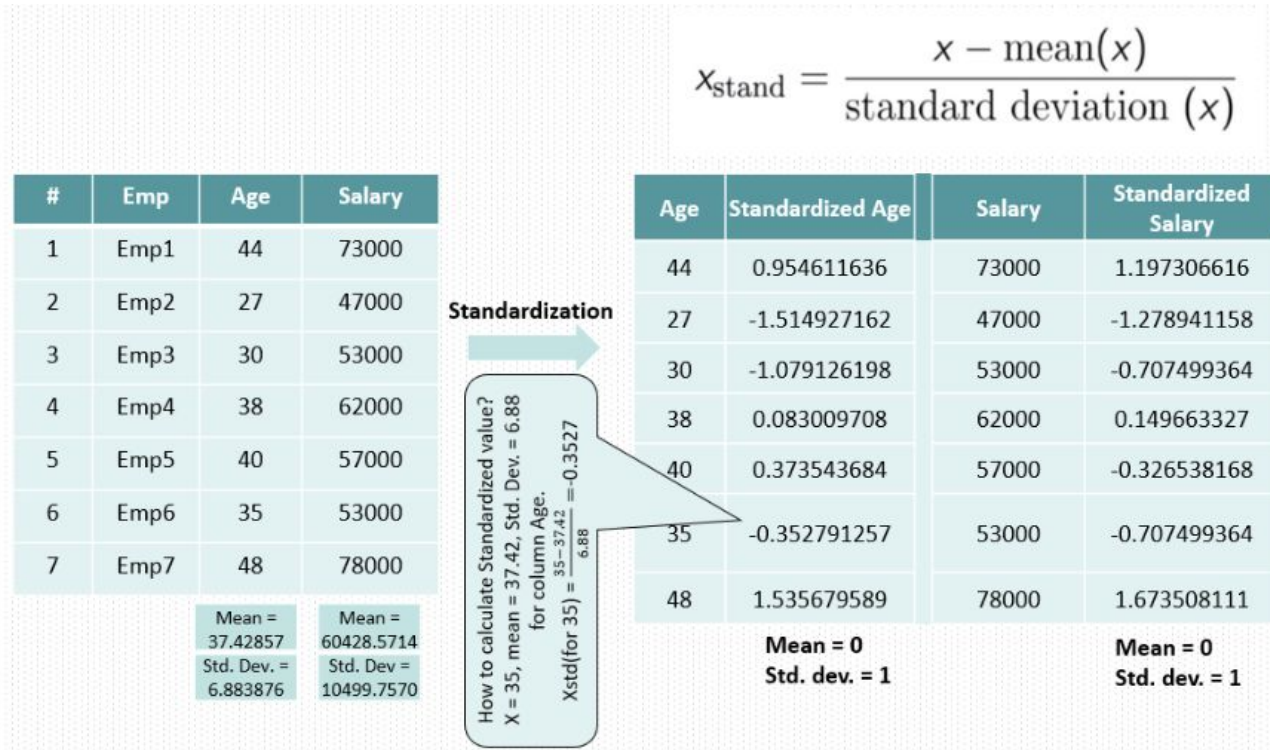 x_stand = (x − mean(x)) / (standard deviation (x))
# Emp Age Salary
1 Emp1 44 73000
2 Emp2 27 47000
3 Emp3 30 53000
4 Emp4 38 62000
5 Emp5 40 57000
6 Emp6 35 53000
7 Emp7 48 78000
Mean =
37.42857
Mean =
60428.5714
Std. Dev. =
6.883876
Std. Dev =
10499.7570
Standardization
How to calculate Standardized value?
X = 35, mean = 37.42, Std. Dev. = 6.88
for column Age.
Xstd(for 35) = (35−37.42) / 6.88 =-0.3527
Age Standardized Age Salary Standardized
Salary
44 0.954611636 73000 1.197306616
27 -1.514927162 47000 -1.278941158
30 -1.079126198 53000 -0.707499364
38 0.083009708 62000 0.149663327
40 0.373543684 57000 -0.326538168
35 -0.352791257 53000 -0.707499364
48 1.535679589 78000 1.673508111
Mean = 0
Std. dev. = 1
Mean = 0
Std. dev. = 1